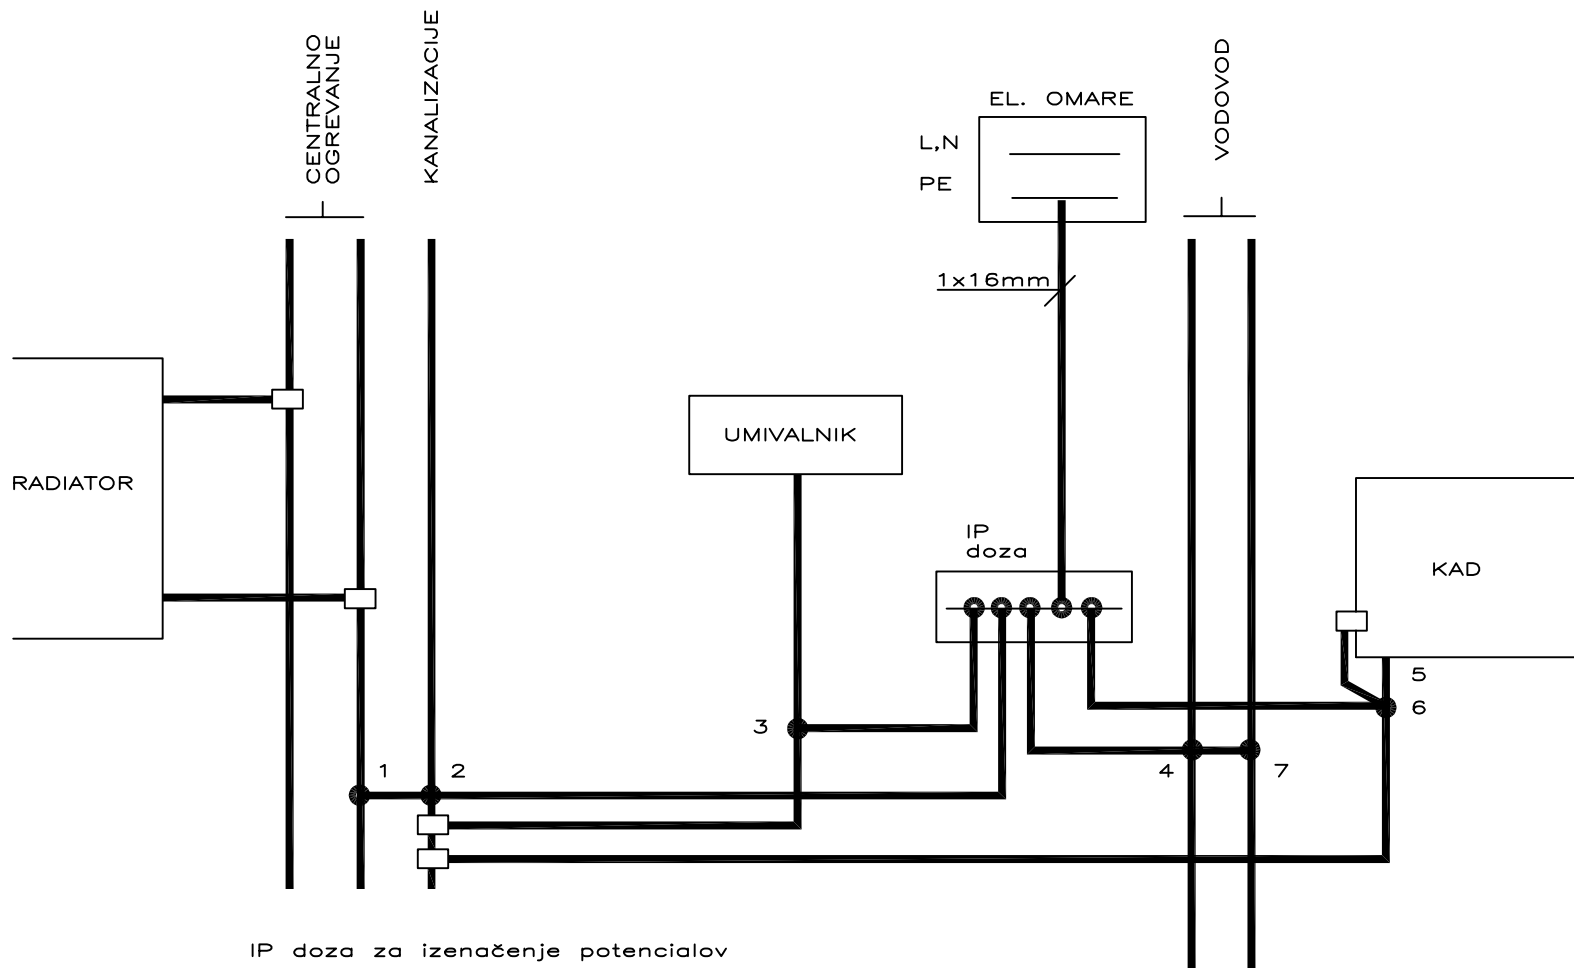 CENTRALNO
OGREVANJE
KANALIZACIJE
EL. OMARE
L,N
PE
VODOVOD
1x16mm
UMIVALNIK
RADIATOR
IP
doza
KAD
5
6
3
1
2
4
7
IP doza za izenačenje potencialov